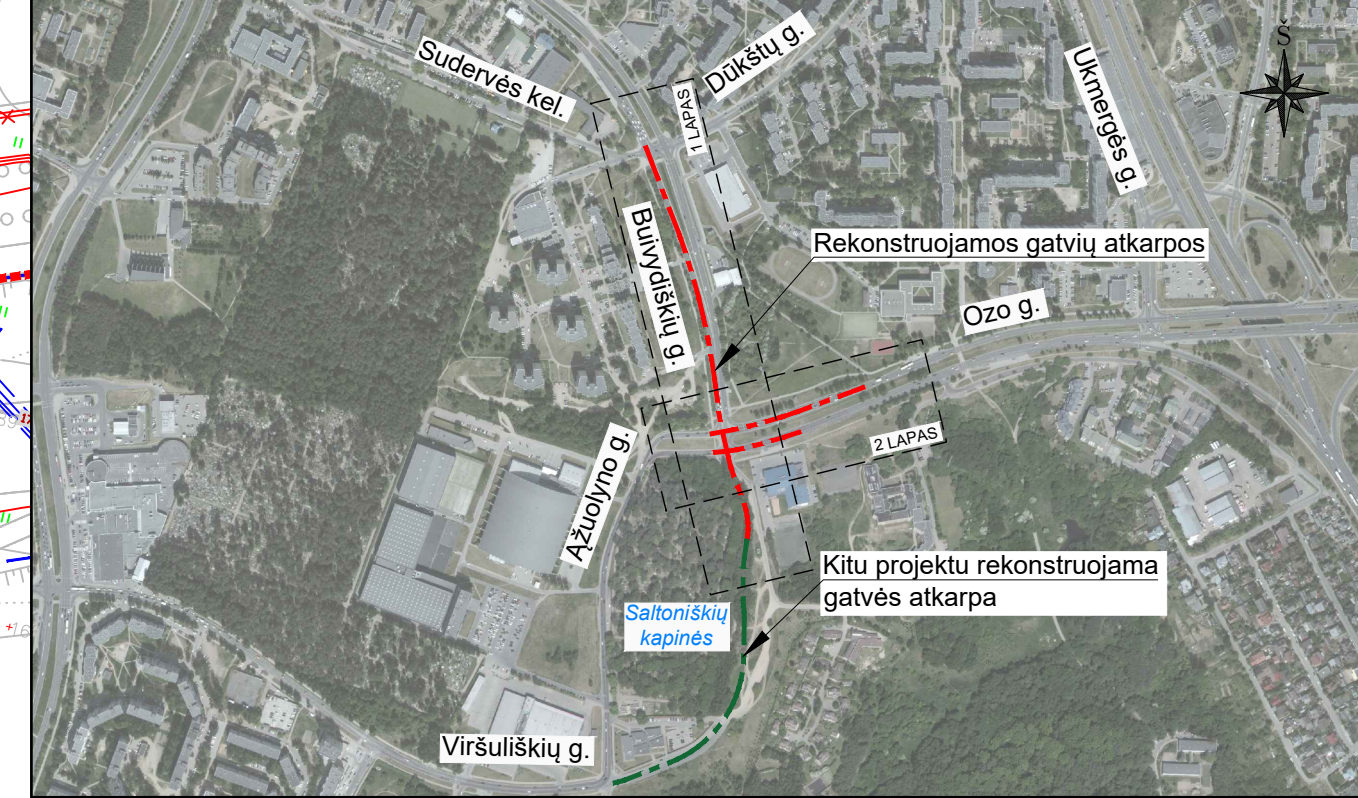 Š
Sudervės kel.
Dūkštų g.
Ukmergės g.
1 LAPAS
Buivydiškių g.
Rekonstruojamos gatvių atkarpos
Ozo g.
2 LAPAS
Ąžuolyno g.
Kitu projektu rekonstruojama
gatvės atkarpa
Saltoniškių
kapinės
Viršuliškių g.